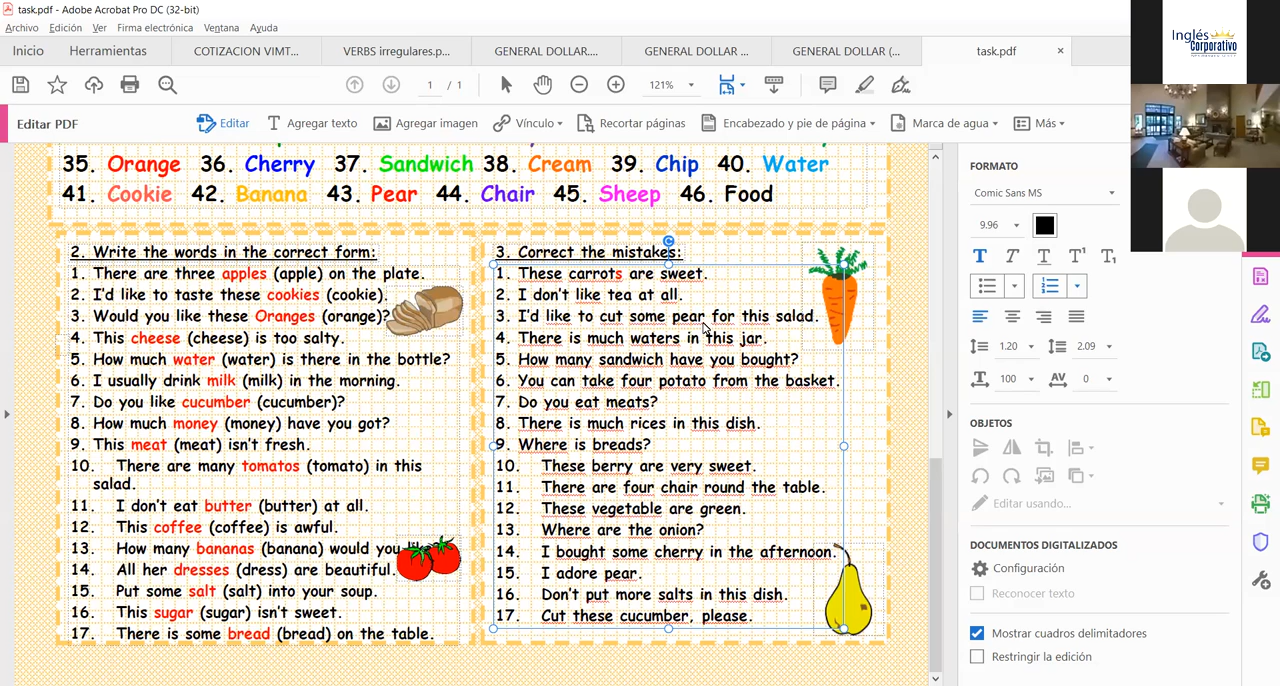 task.pdf - Adobe Acrobat Pro DC (32-bit)
Archivo Edición Ver Firma electrónica Ventana Ayuda
Inicio Herramientas COTIZACION VIMT... VERBS irregulares.p... GENERAL DOLLAR.... GENERAL DOLLAR ... GENERAL DOLLAR (... task.pdf ×
1 / 1 121%
Editar PDF Editar Agregar texto Agregar imagen Vínculo Recortar páginas Encabezado y pie de página Marca de agua Más
35. Orange 36. Cherry 37. Sandwich 38. Cream 39. Chip 40. Water
41. Cookie 42. Banana 43. Pear 44. Chair 45. Sheep 46. Food
2. Write the words in the correct form:
1. There are three apples (apple) on the plate.
2. I'd like to taste these cookies (cookie).
3. Would you like these Oranges (orange)?
4. This cheese (cheese) is too salty.
5. How much water (water) is there in the bottle?
6. I usually drink milk (milk) in the morning.
7. Do you like cucumber (cucumber)?
8. How much money (money) have you got?
9. This meat (meat) isn't fresh.
10. There are many tomatos (tomato) in this
salad.
11. I don't eat butter (butter) at all.
12. This coffee (coffee) is awful.
13. How many bananas (banana) would you
14. All her dresses (dress) are beautiful.
15. Put some salt (salt) into your soup.
16. This sugar (sugar) isn't sweet.
17. There is some bread (bread) on the table.
3. Correct the mistakes:
1. These carrots are sweet.
2. I don't like tea at all.
3. I'd like to cut some pear for this salad.
4. There is much waters in this jar.
5. How many sandwich have you bought?
6. You can take four potato from the basket.
7. Do you eat meats?
8. There is much rices in this dish.
9. Where is breads?
10. These berry are very sweet.
11. There are four chair round the table.
12. These vegetable are green.
13. Where are the onion?
14. I bought some cherry in the afternoon.
15. I adore pear.
16. Don't put more salts in this dish.
17. Cut these cucumber, please.
FORMATO
Comic Sans MS
9.96
T T T T¹ T₁
1.20 2.09
100 AV 0
OBJETOS
Editar usando...
DOCUMENTOS DIGITALIZADOS
Configuración
Reconocer texto
Mostrar cuadros delimitadores
Restringir la edición
Inglés
Corporativo